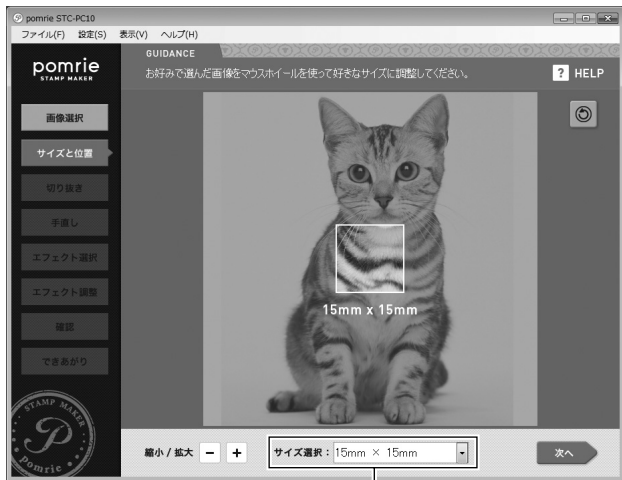 pomrie STC-PC10
ファイル(F) 設定(S) 表示(V) ヘルプ(H)
GUIDANCE
お好みで選んだ画像をマウスホイールを使って好きなサイズに調整してください。
? HELP
pomrie
STAMP MAKER
画像選択
サイズと位置
切り抜き
手直し
エフェクト選択
エフェクト調整
確認
できあがり
15mm x 15mm
STAMP MAKER
P
pomrie
縮小 / 拡大 － ＋ サイズ選択：15mm × 15mm
次へ